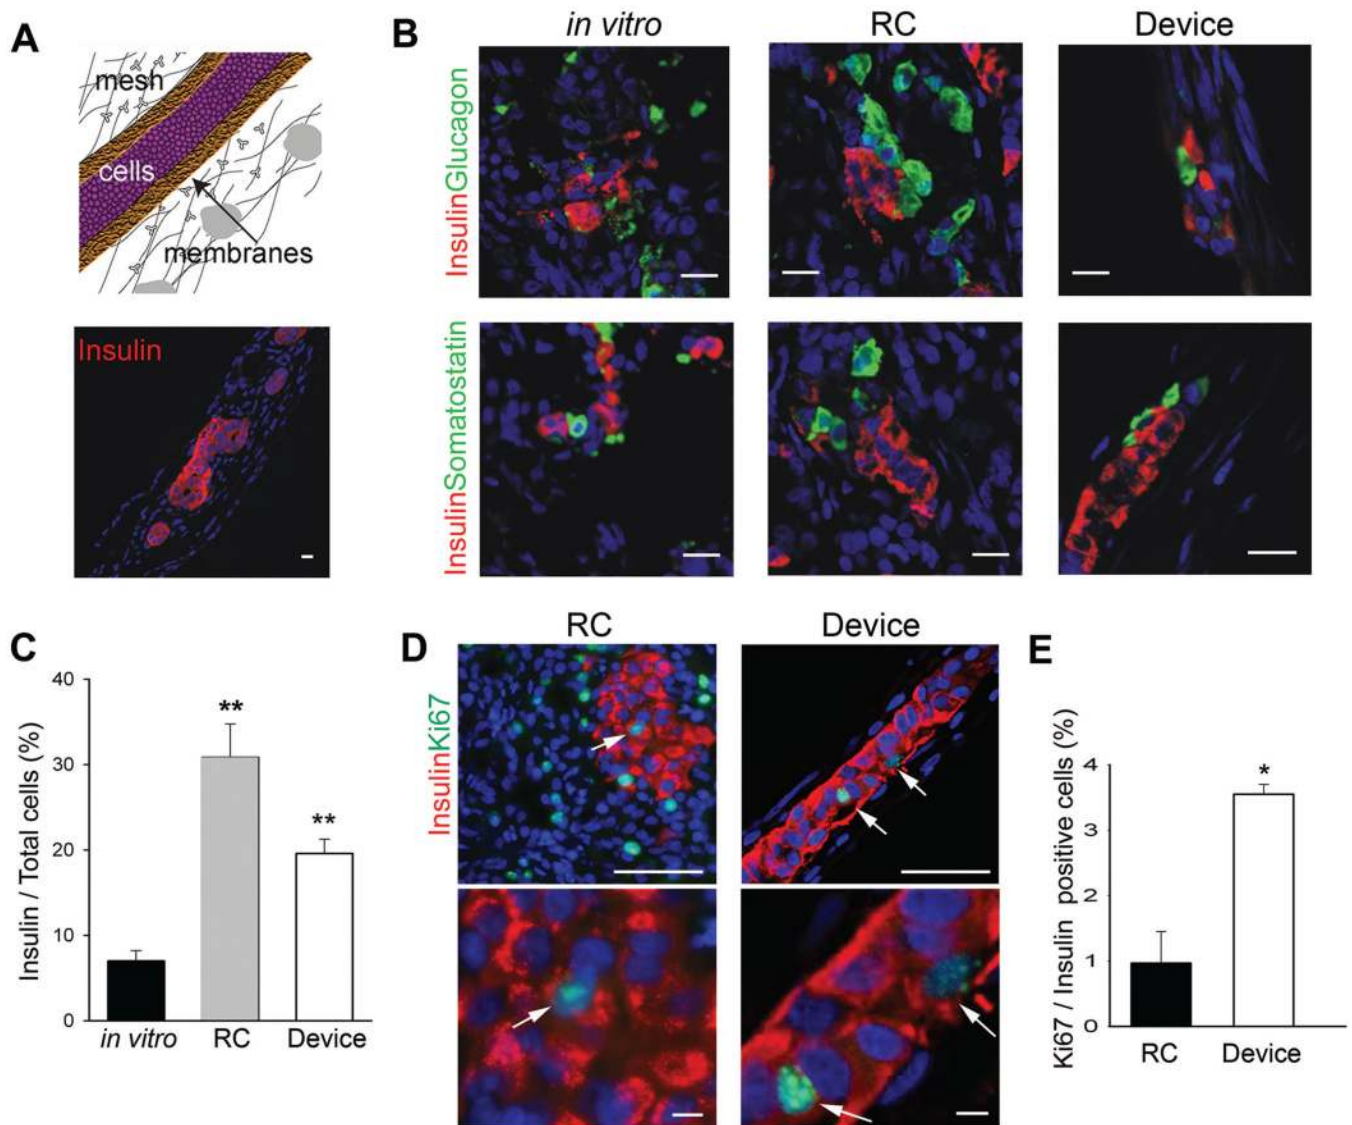 A
mesh
cells
membranes
Insulin
B
in vitro
RC
Device
InsulinGlucagon
InsulinSomatostatin
C
Insulin / Total cells (%)
40
30
20
10
0
**
**
in vitro
RC
Device
D
RC
Device
InsulinKi67
E
Ki67 / Insulin positive cells (%)
4
3
2
1
0
*
RC
Device